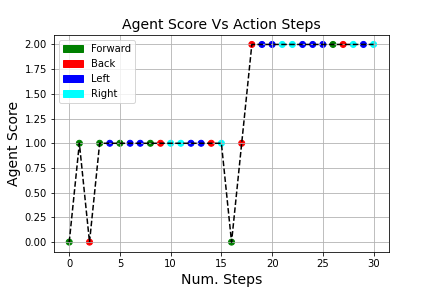 Agent Score Vs Action Steps
Agent Score
2.00
1.75
1.50
1.25
1.00
0.75
0.50
0.25
0.00
Forward
Back
Left
Right
0 5 10 15 20 25 30
Num. Steps